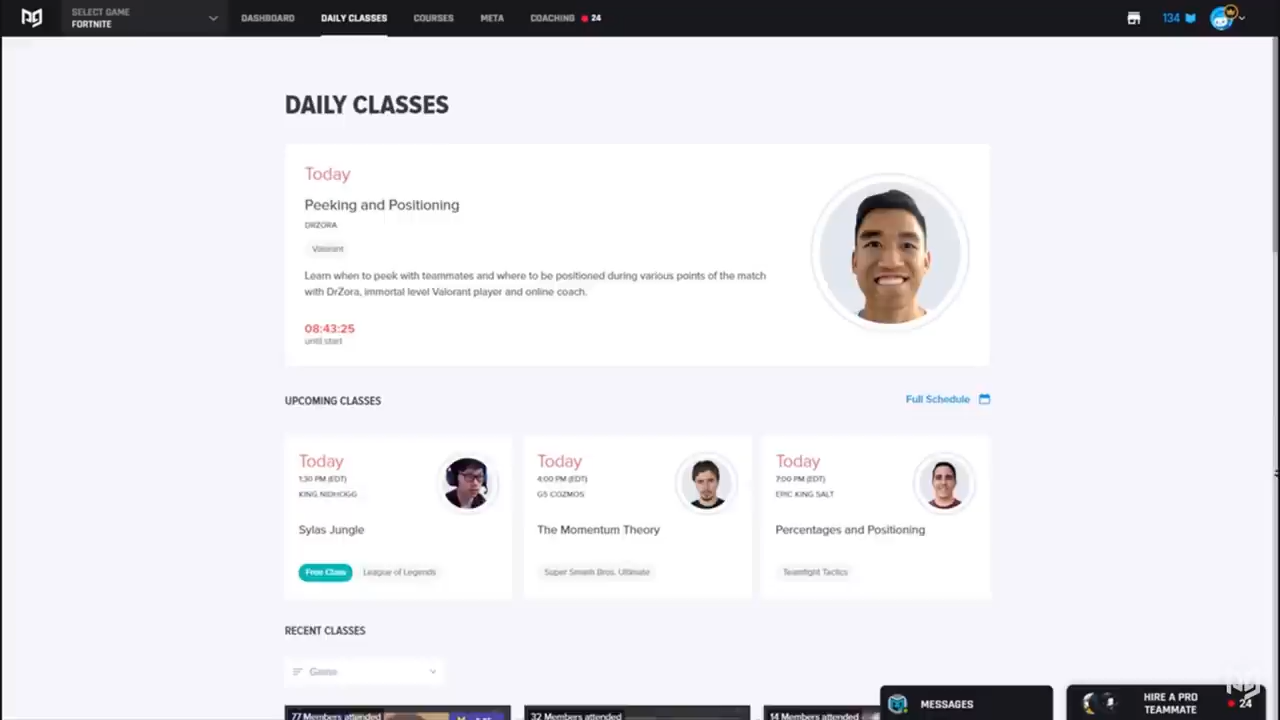 SELECT GAME
FORTNITE
DASHBOARD
DAILY CLASSES
COURSES
META
COACHING 24
134
DAILY CLASSES
Today
Peeking and Positioning
DRZORA
Valorant
Learn when to peek with teammates and where to be positioned during various points of the match
with DrZora, immortal level Valorant player and online coach.
08:43:25
until start
UPCOMING CLASSES
Full Schedule
Today
1:30 PM (EDT)
KING NIDHOGG
Sylas Jungle
Free Class
League of Legends
Today
4:00 PM (EDT)
G5 COZMOS
The Momentum Theory
Super Smash Bros. Ultimate
Today
7:00 PM (EDT)
ERIC KING SALT
Percentages and Positioning
Teamfight Tactics
RECENT CLASSES
Game
77 Members attended
32 Members attended
14 Members attended
MESSAGES
HIRE A PRO
TEAMMATE
24